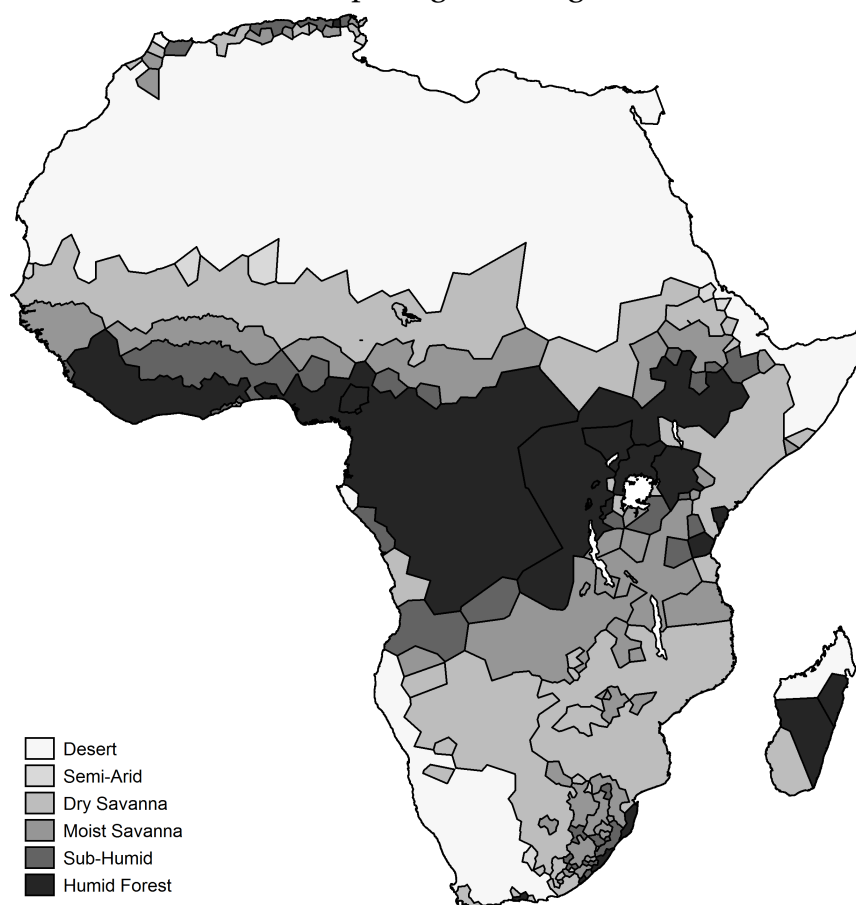 Desert
Semi-Arid
Dry Savanna
Moist Savanna
Sub-Humid
Humid Forest